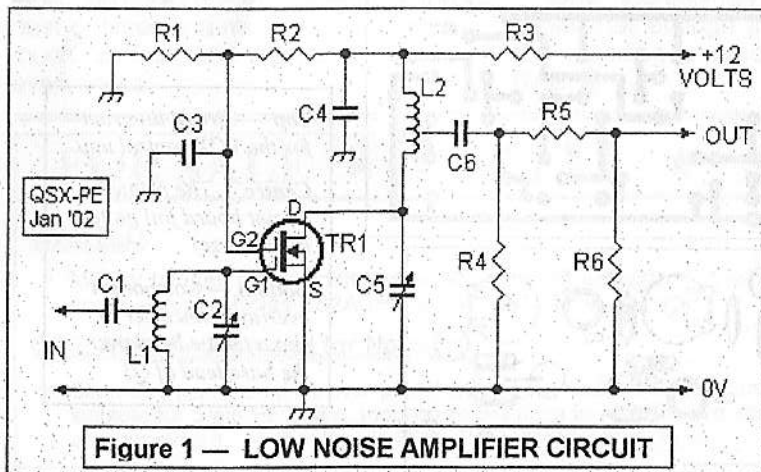 R1
R2
R3
+12
VOLTS
L2
C4
C3
R5
OUT
C6
QSX-PE
Jan '02
D
G2
TR1
G1
S
R4
R6
C5
C1
C2
IN
L1
0V
Figure 1 — LOW NOISE AMPLIFIER CIRCUIT